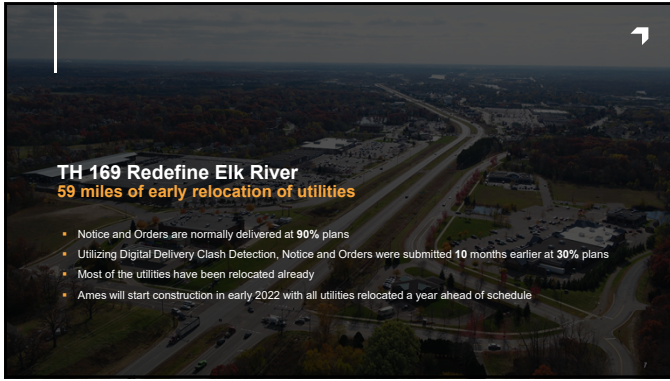 TH 169 Redefine Elk River
59 miles of early relocation of utilities
Notice and Orders are normally delivered at 90% plans
Utilizing Digital Delivery Clash Detection, Notice and Orders were submitted 10 months earlier at 30% plans
Most of the utilities have been relocated already
Ames will start construction in early 2022 with all utilities relocated a year ahead of schedule